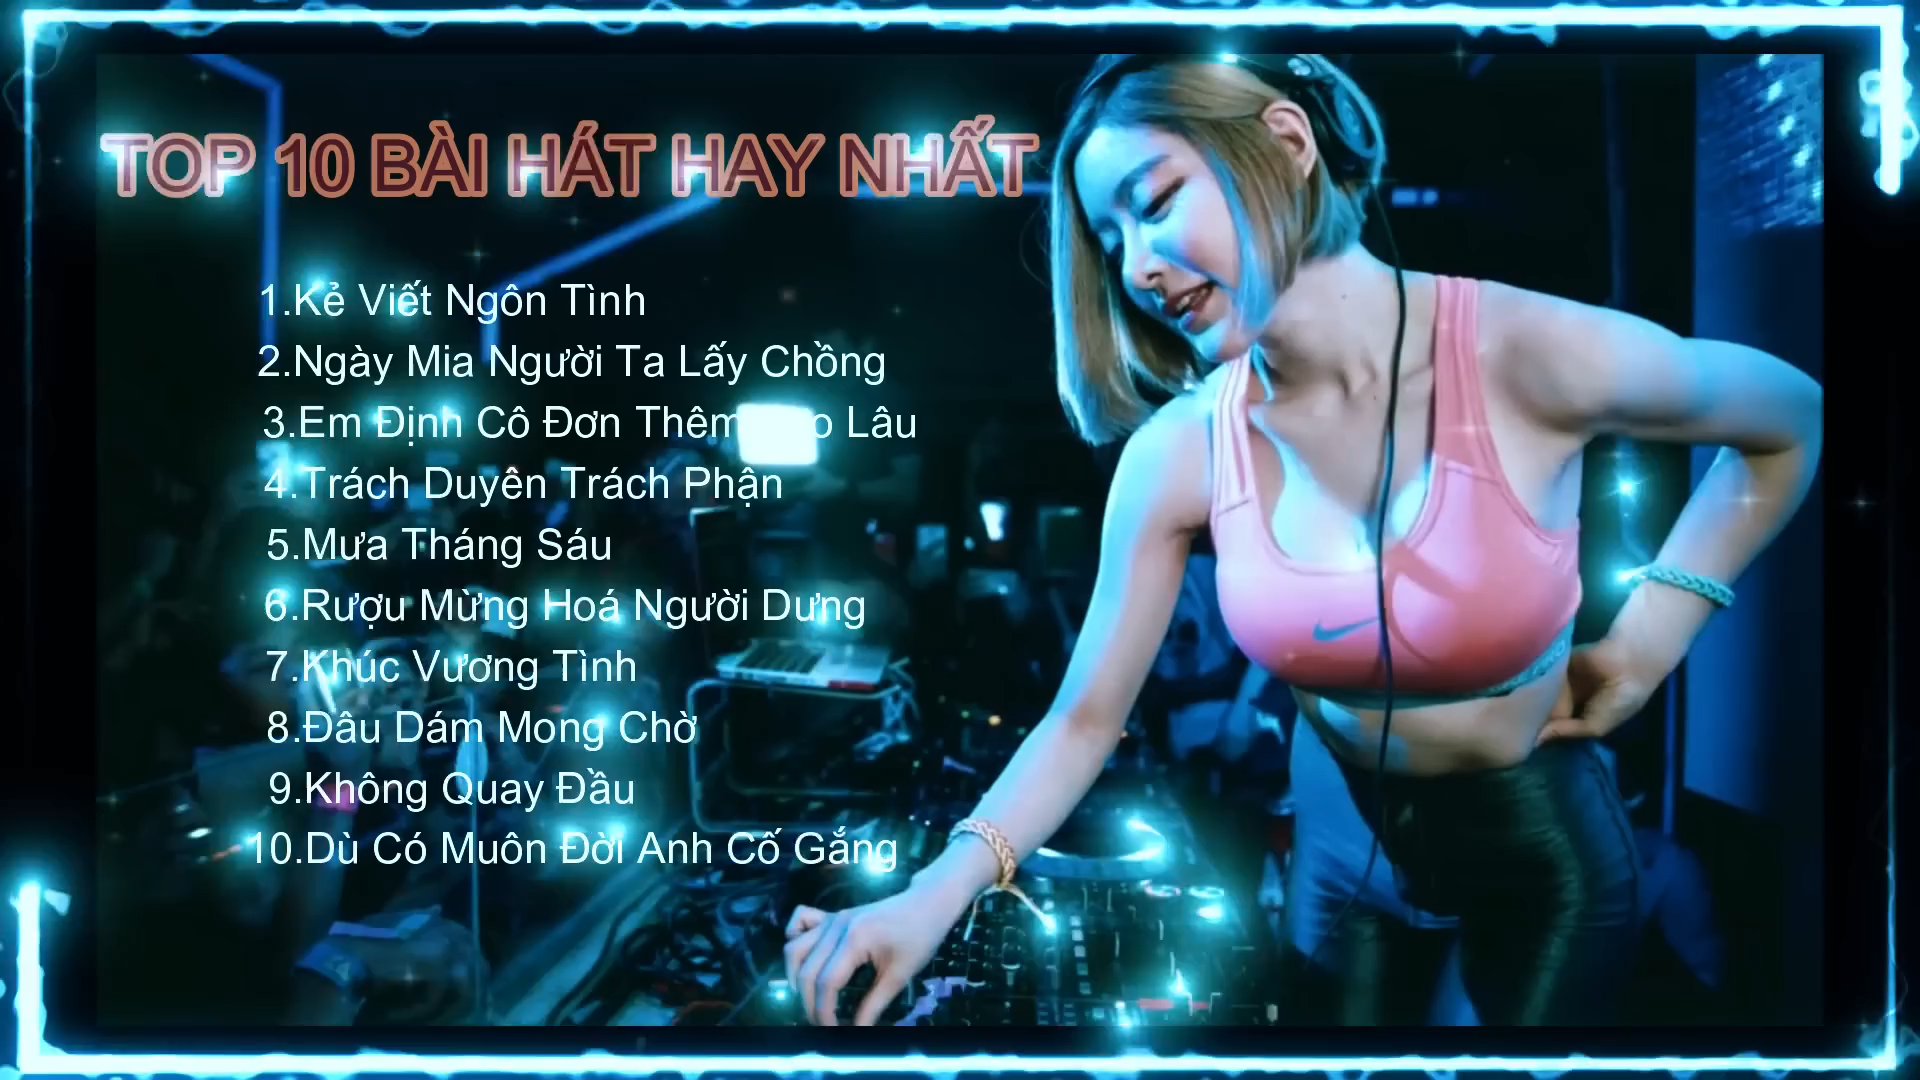 TOP 10 BÀI HÁT HAY NHẤT
1.Kẻ Viết Ngôn Tình
2.Ngày Mia Người Ta Lấy Chồng
3.Em Định Cô Đơn Thêm Lâu
4.Trách Duyên Trách Phận
5.Mưa Tháng Sáu
6.Rượu Mừng Hoá Người Dưng
7.Khúc Vương Tình
8.Đâu Dám Mong Chờ
9.Không Quay Đầu
10.Dù Có Muôn Đời Anh Cố Gắng